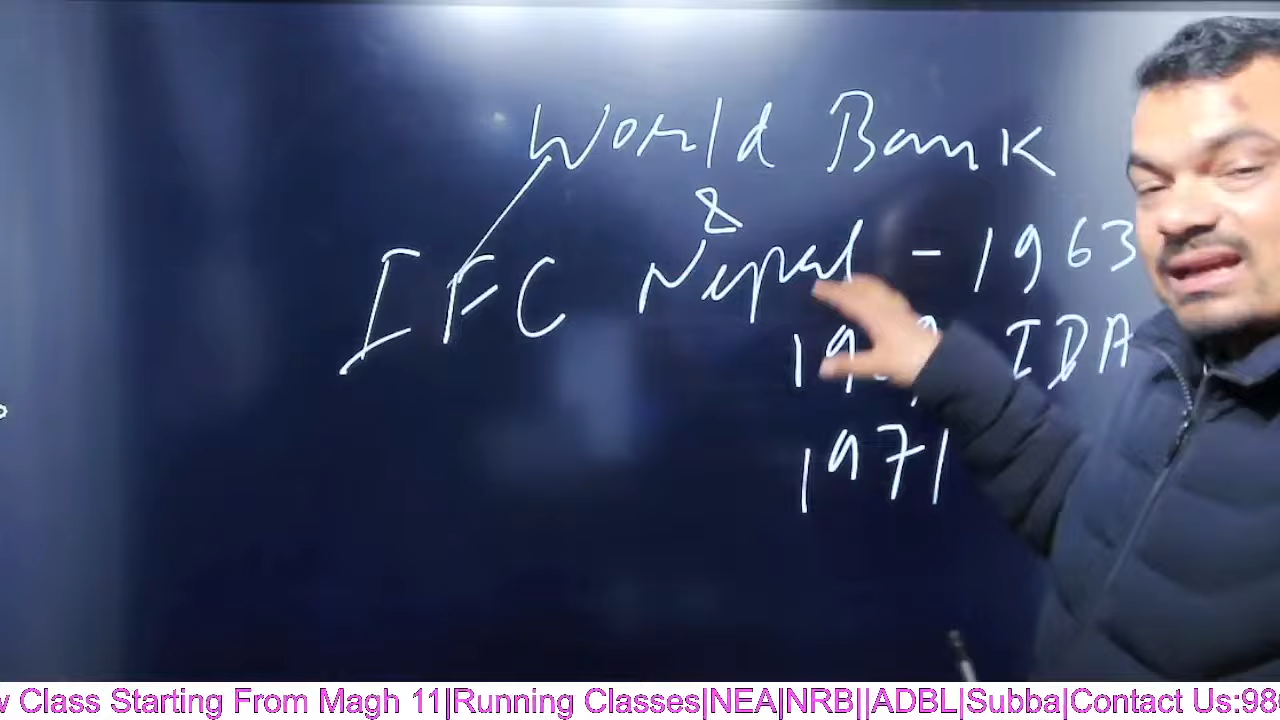 World Bank
&
IFC Nepal - 1963
IDA
1971
v Class Starting From Magh 11|Running Classes|NEA|NRB||ADBL|Subba|Contact Us:98